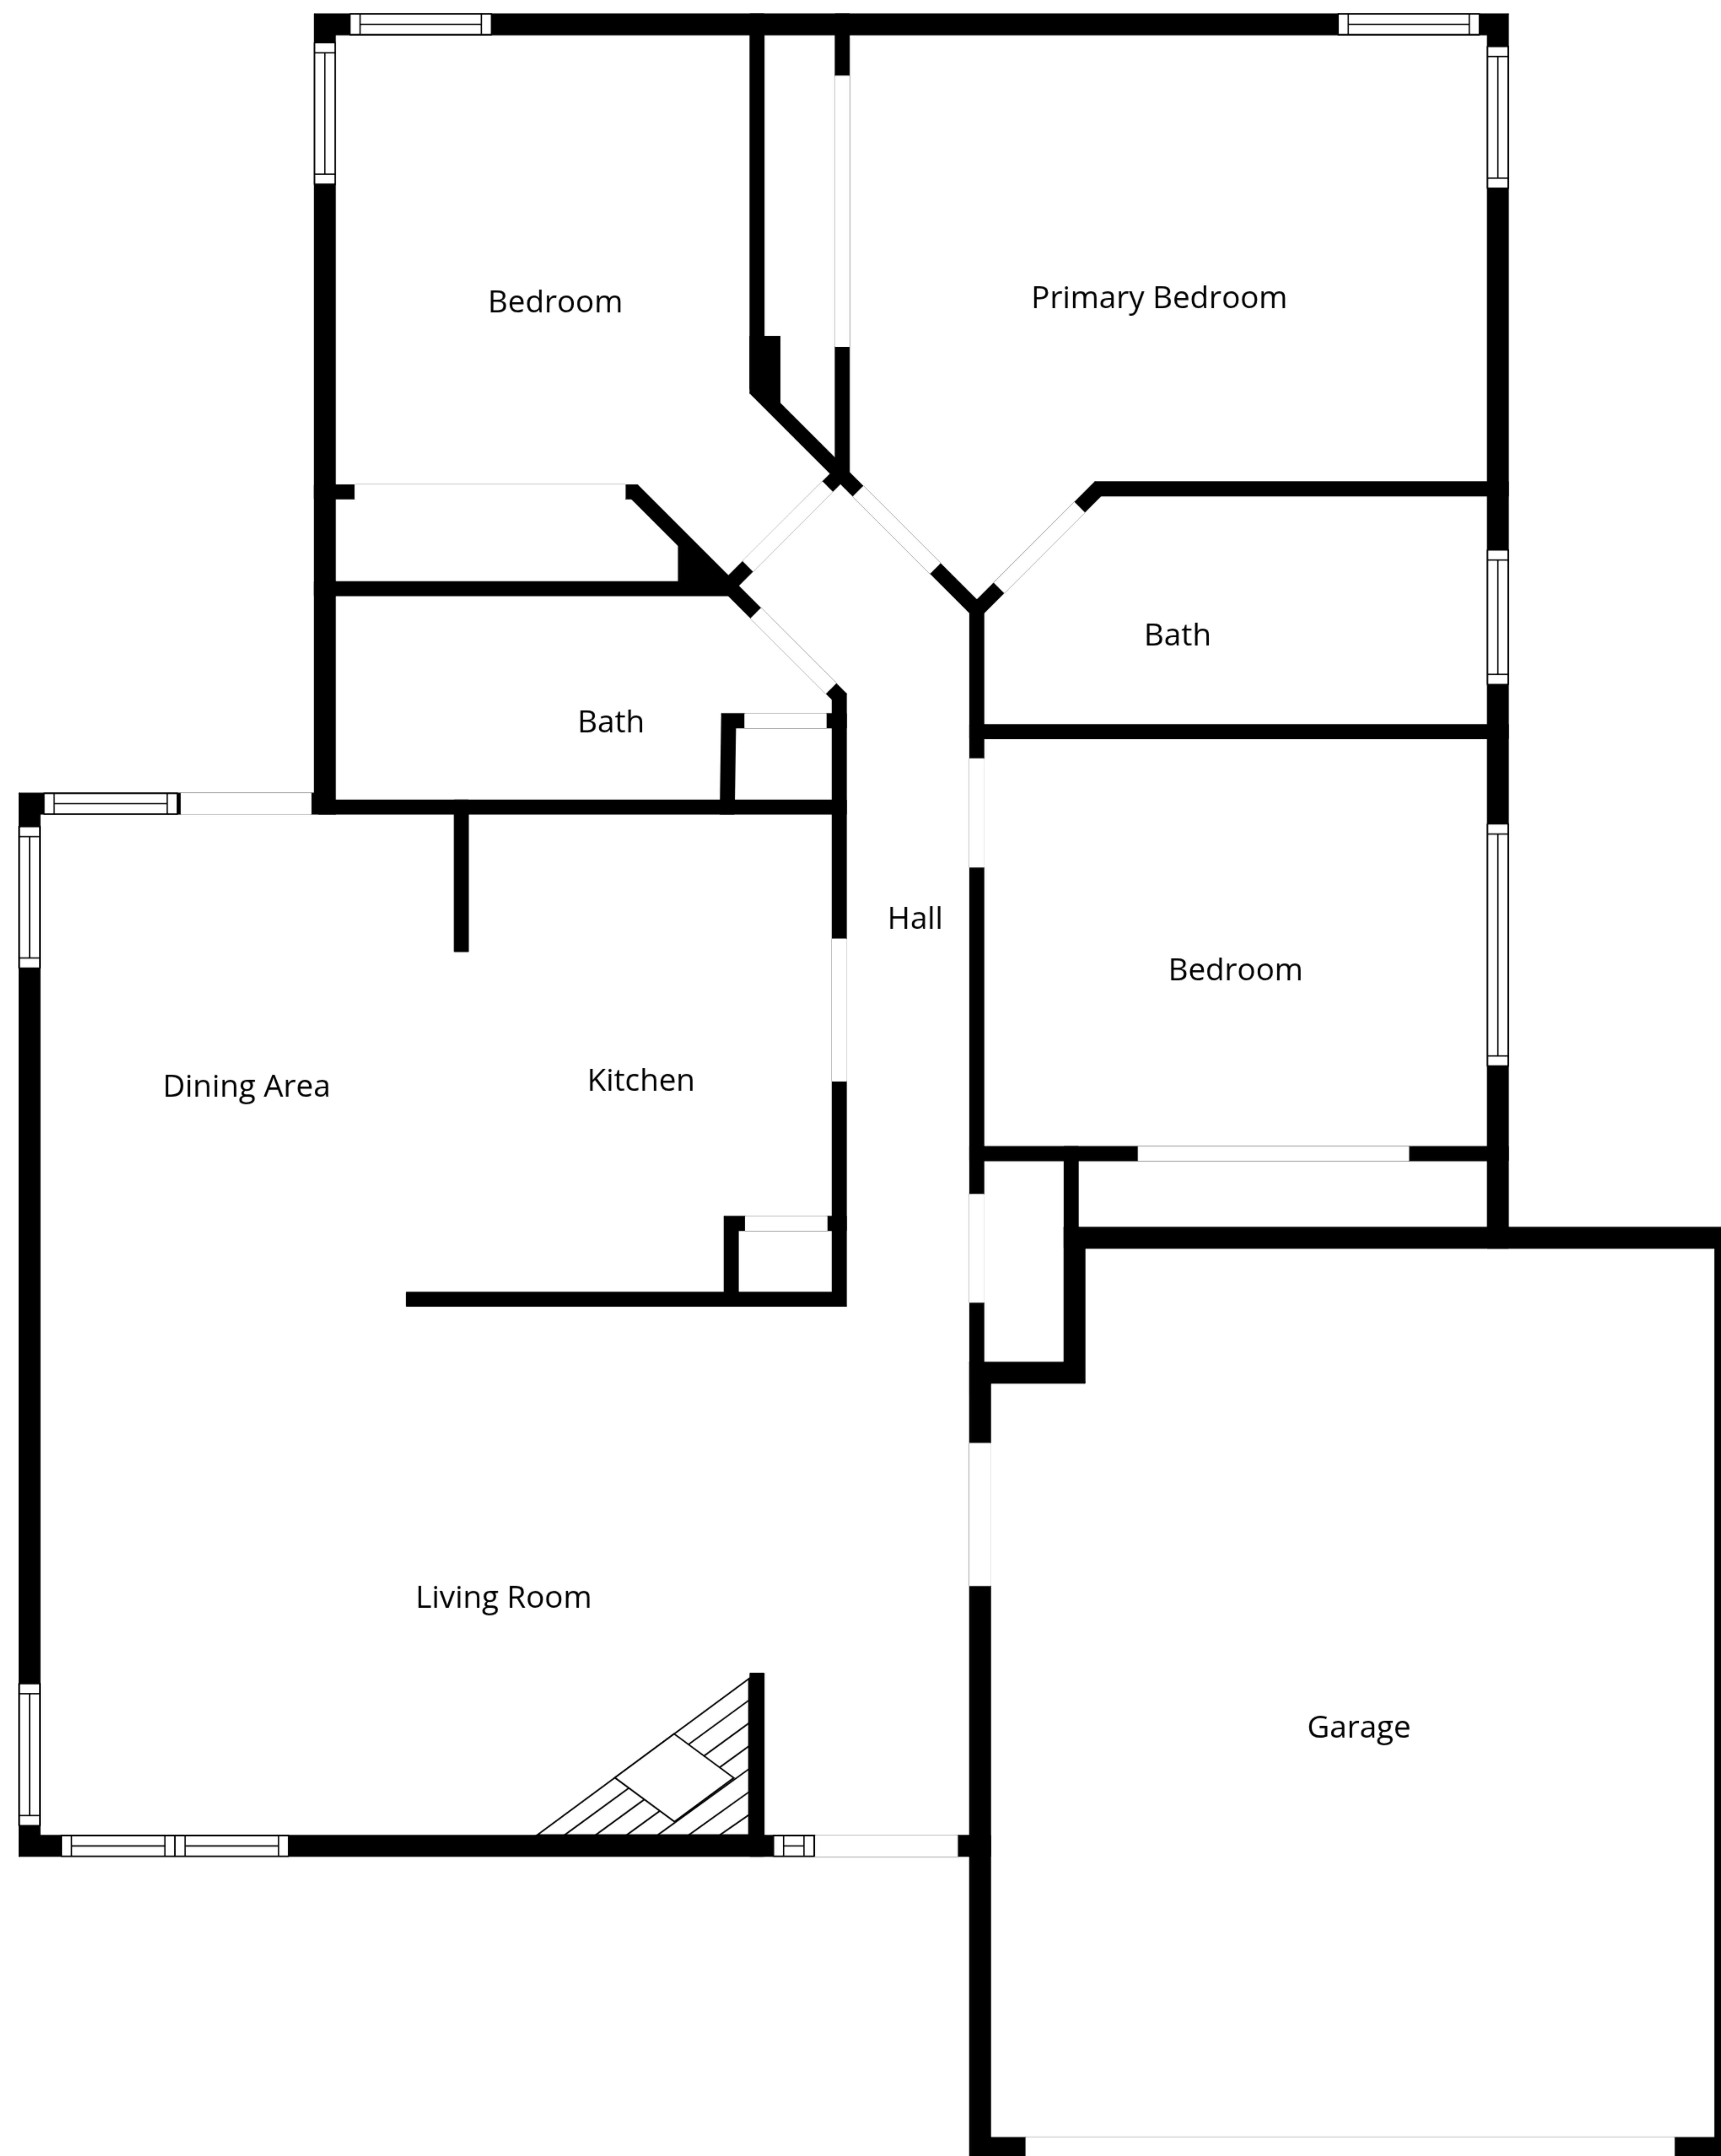 Bedroom
Primary Bedroom
Bath
Bath
Hall
Bedroom
Dining Area
Kitchen
Living Room
Garage